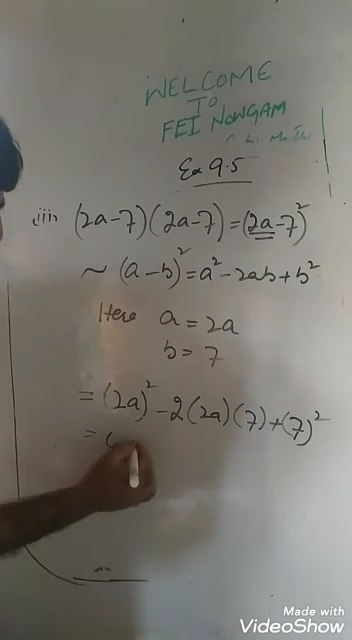 WELCOME
TO
FEI NONGAM
Ex 9.5
(iii) (2a-7)(2a-7)=(2a-7)²
~ (a-b)²=a²-2ab+b²
Here a=2a
b=7
=(2a)²-2(2a)(7)+(7)²
= (
Made with
VideoShow